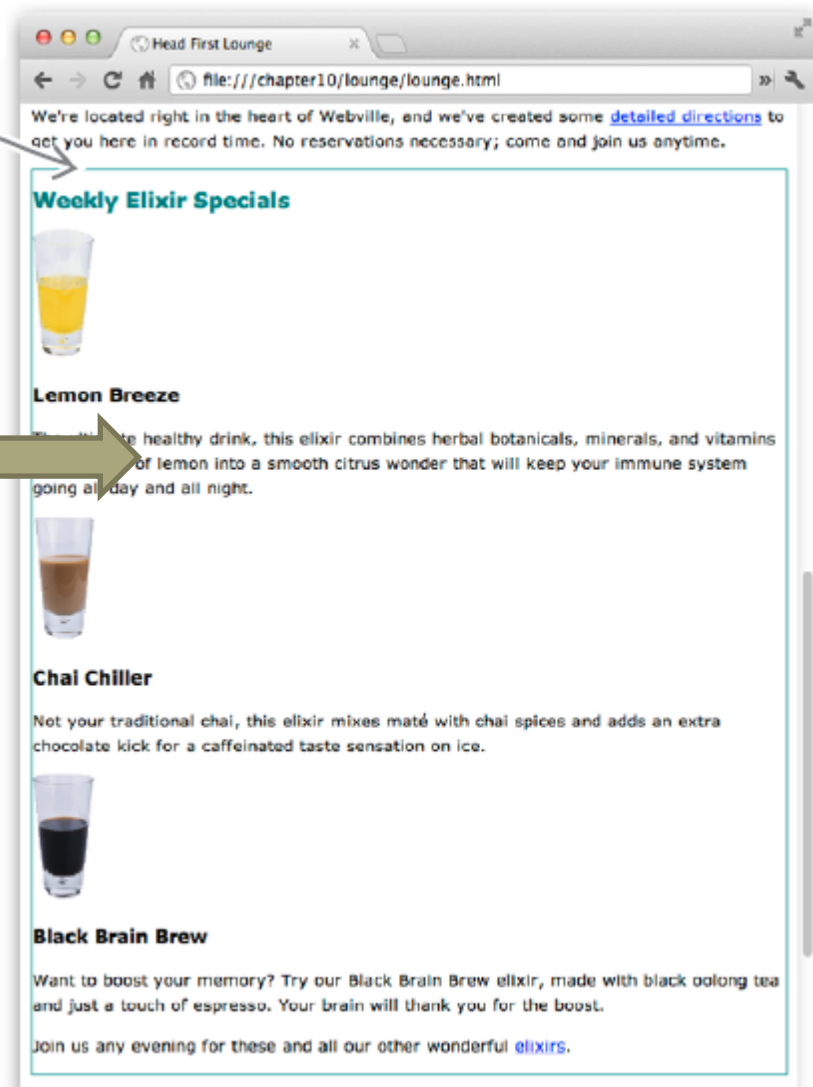 Head First Lounge
file:///chapter10/lounge/lounge.html
We're located right in the heart of Webville, and we've created some detailed directions to
get you here in record time. No reservations necessary; come and join us anytime.
Weekly Elixir Specials
Lemon Breeze
healthy drink, this elixir combines herbal botanicals, minerals, and vitamins
of lemon into a smooth citrus wonder that will keep your immune system
going all day and all night.
Chai Chiller
Not your traditional chai, this elixir mixes maté with chai spices and adds an extra
chocolate kick for a caffeinated taste sensation on ice.
Black Brain Brew
Want to boost your memory? Try our Black Brain Brew elixir, made with black oolong tea
and just a touch of espresso. Your brain will thank you for the boost.
Join us any evening for these and all our other wonderful elixirs.